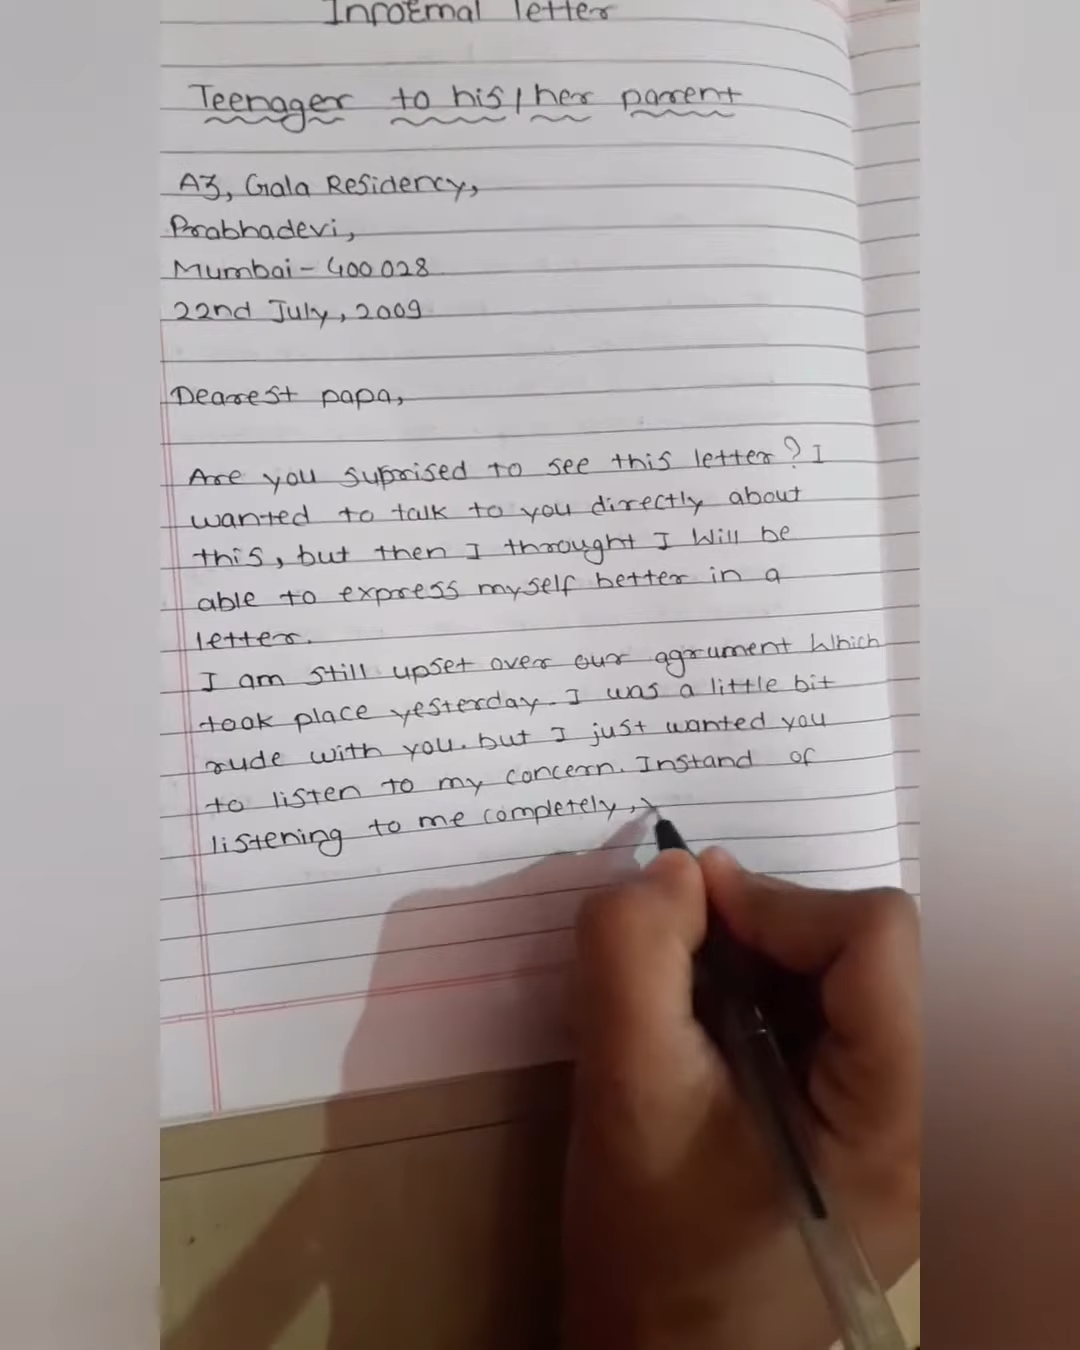 Informal letter
Teenager to his/her parent
A3, Gala Residency,
Prabhadevi,
Mumbai - 400 028
22nd July, 2009
Dearest papa,
Are you suprised to see this letter? I
wanted to talk to you directly about
this, but then I throught I will be
able to express myself better in a
letter.
I am still upset over our agrument which
took place yesterday. I was a little bit
rude with you. but I just wanted you
to listen to my concern. Instand of
listening to me completely, y